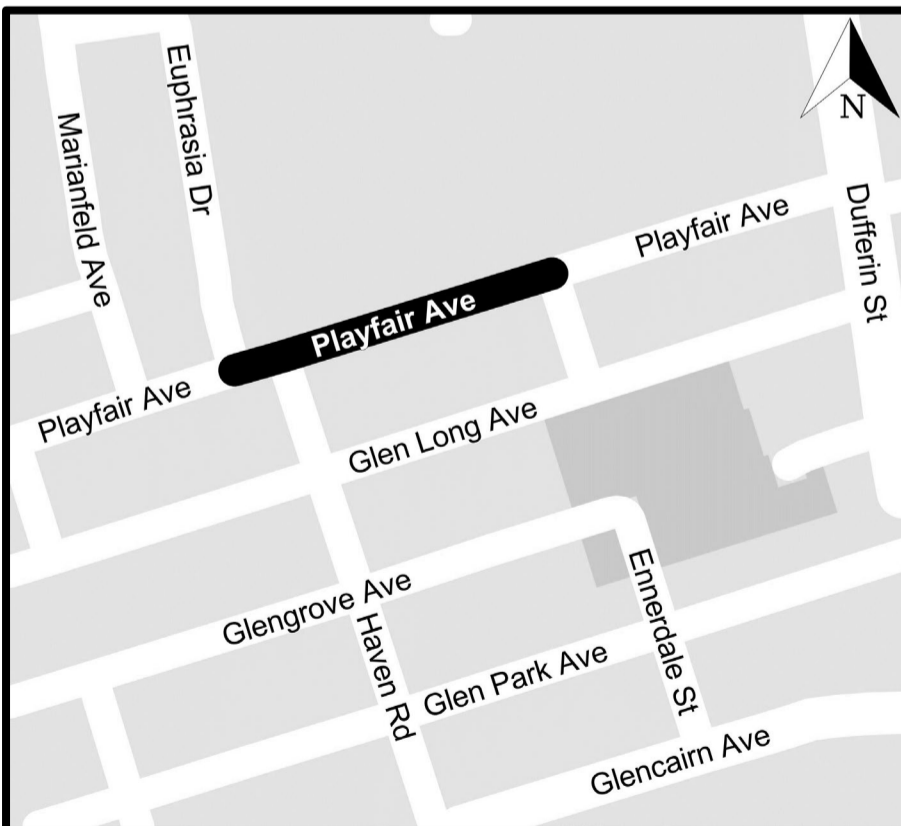 Euphrasia Dr
N
Marianfeld Ave
Playfair Ave
Dufferin St
Playfair Ave
Playfair Ave
Glen Long Ave
Glengrove Ave
Ennerdale St
Haven Rd
Glen Park Ave
Glencairn Ave